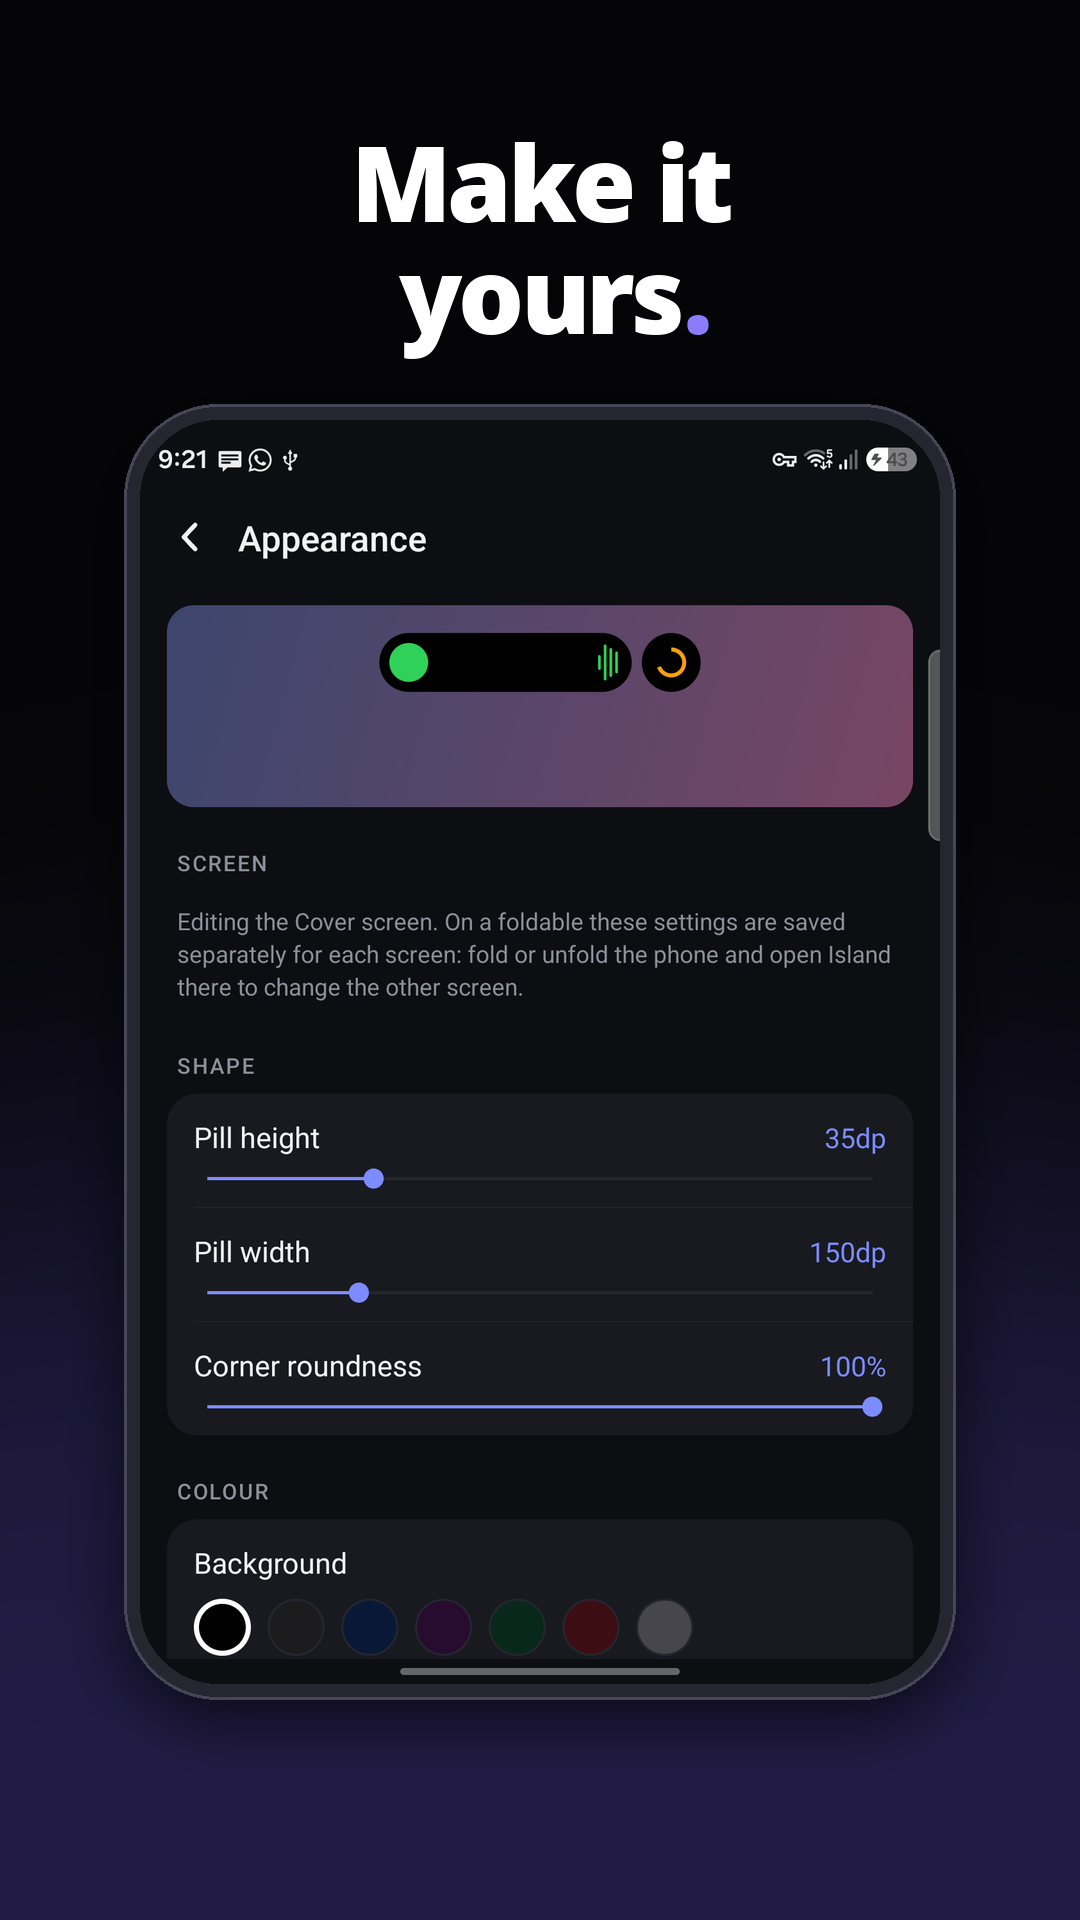 Make it
yours.
9:21
5
43
Appearance
SCREEN
Editing the Cover screen. On a foldable these settings are saved
separately for each screen: fold or unfold the phone and open Island
there to change the other screen.
SHAPE
Pill height 35dp
Pill width 150dp
Corner roundness 100%
COLOUR
Background